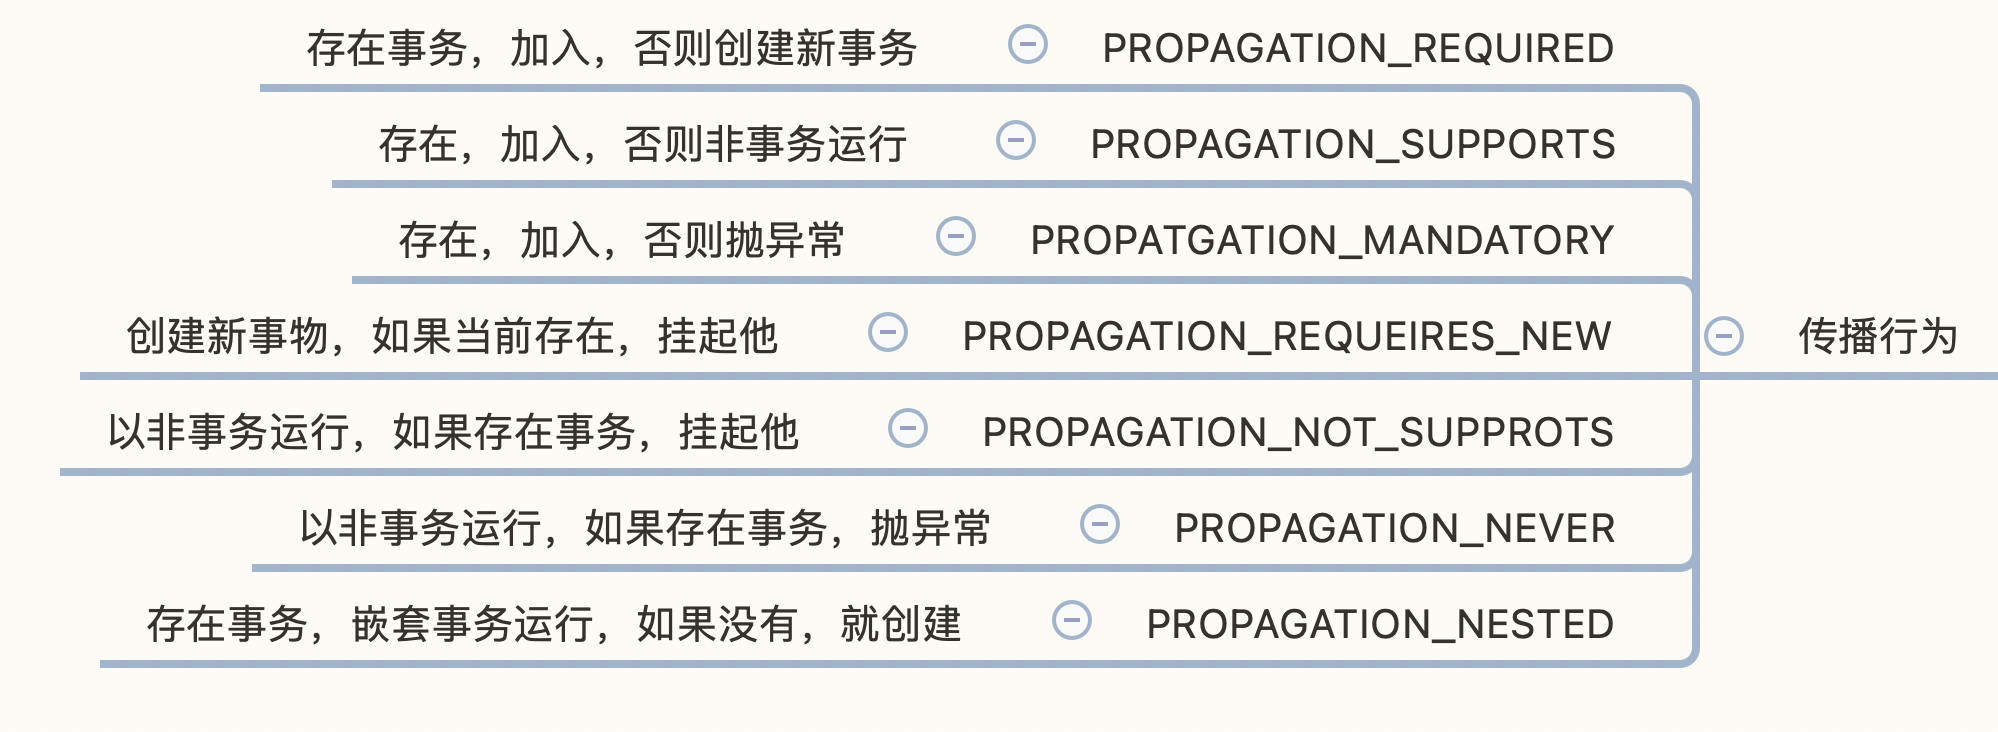 存在事务，加入，否则创建新事务 PROPAGATION_REQUIRED
存在，加入，否则非事务运行 PROPAGATION_SUPPORTS
存在，加入，否则抛异常 PROPATGATION_MANDATORY
创建新事物，如果当前存在，挂起他 PROPAGATION_REQUEIRES_NEW 传播行为
以非事务运行，如果存在事务，挂起他 PROPAGATION_NOT_SUPPROTS
以非事务运行，如果存在事务，抛异常 PROPAGATION_NEVER
存在事务，嵌套事务运行，如果没有，就创建 PROPAGATION_NESTED